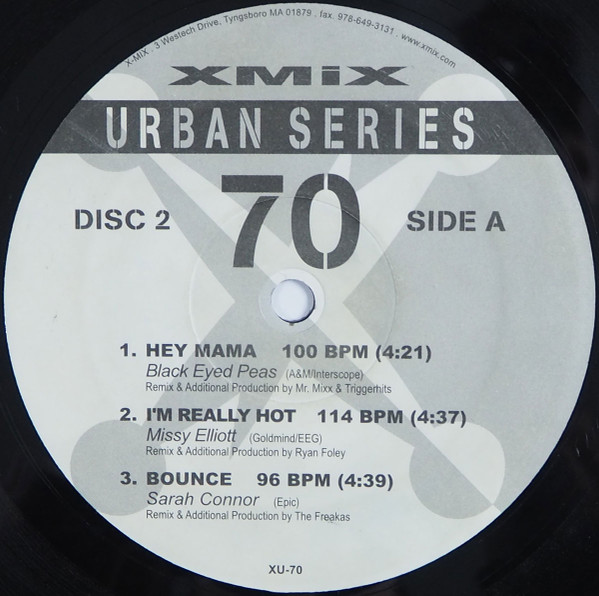 X-MIX . 3 Westech Drive, Tyngsboro MA 01879 . fax. 978-649-3131 . www.xmix.com
XMiX
URBAN SERIES
70
DISC 2 SIDE A
1. HEY MAMA 100 BPM (4:21)
Black Eyed Peas (A&M/Interscope)
Remix & Additional Production by Mr. Mixx & Triggerhits
2. I'M REALLY HOT 114 BPM (4:37)
Missy Elliott (Goldmind/EEG)
Remix & Additional Production by Ryan Foley
3. BOUNCE 96 BPM (4:39)
Sarah Connor (Epic)
Remix & Additional Production by The Freakas
XU-70